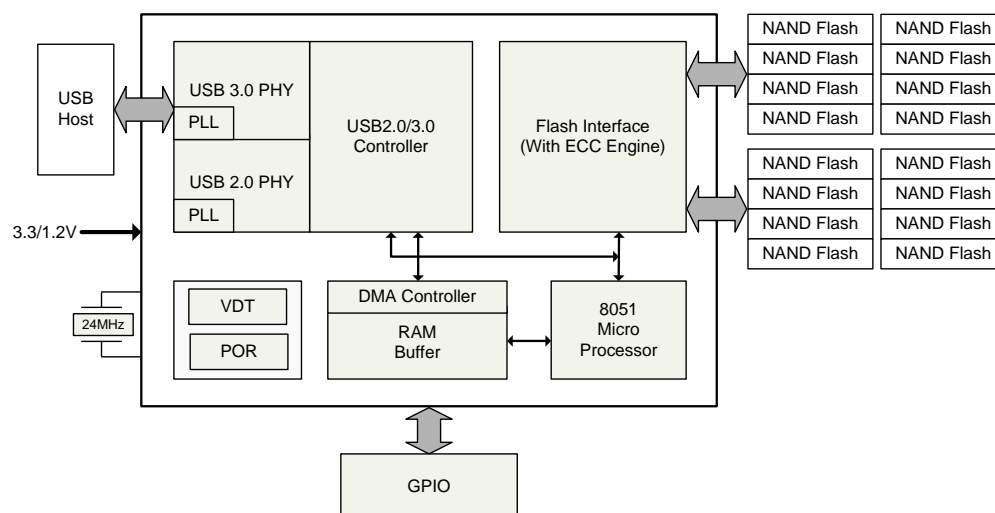 NAND Flash NAND Flash
NAND Flash NAND Flash
NAND Flash NAND Flash
NAND Flash NAND Flash
USB
Host
USB 3.0 PHY
PLL
USB 2.0 PHY
PLL
USB2.0/3.0
Controller
Flash Interface
(With ECC Engine)
NAND Flash NAND Flash
NAND Flash NAND Flash
NAND Flash NAND Flash
NAND Flash NAND Flash
3.3/1.2V
24MHz
VDT
POR
DMA Controller
RAM
Buffer
8051
Micro
Processor
GPIO